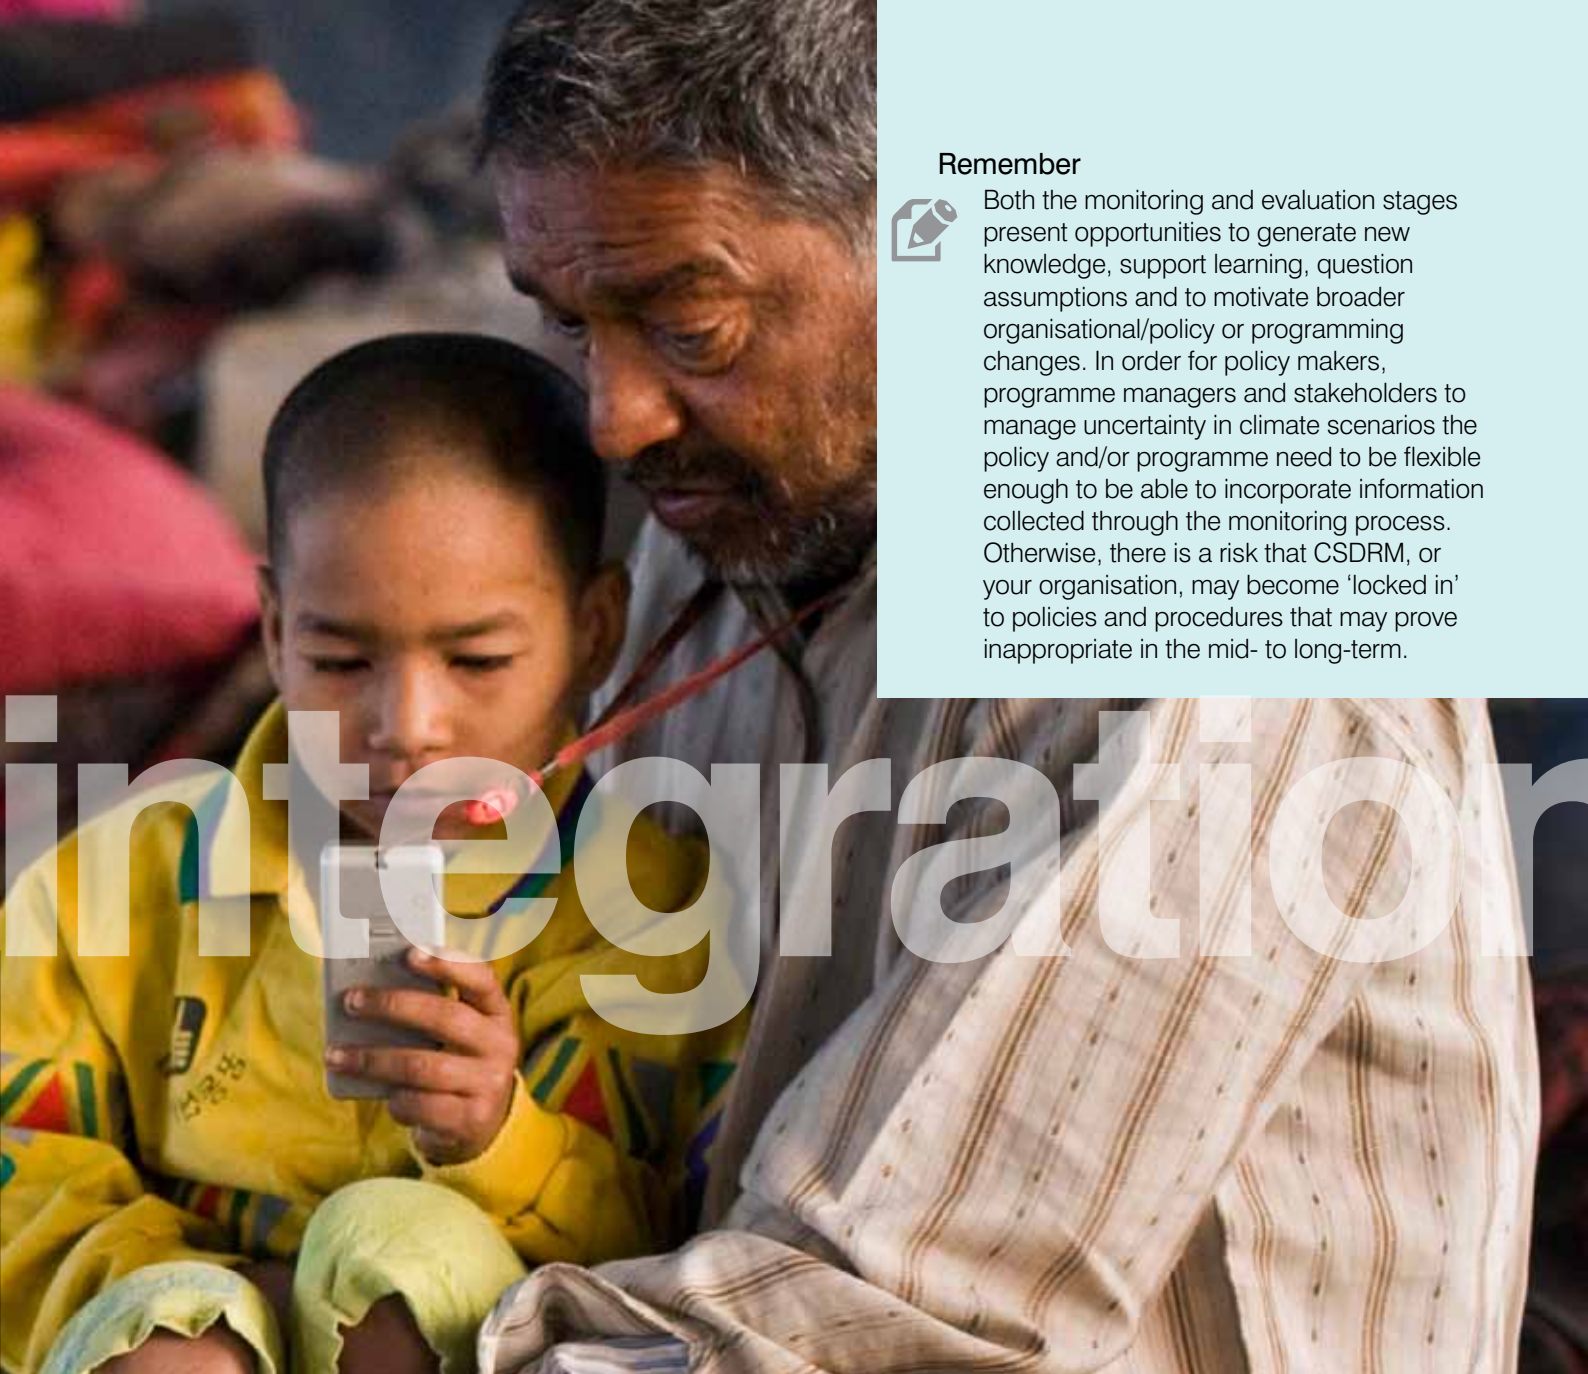 Remember
Both the monitoring and evaluation stages
present opportunities to generate new
knowledge, support learning, question
assumptions and to motivate broader
organisational/policy or programming
changes. In order for policy makers,
programme managers and stakeholders to
manage uncertainty in climate scenarios the
policy and/or programme need to be flexible
enough to be able to incorporate information
collected through the monitoring process.
Otherwise, there is a risk that CSDRM, or
your organisation, may become ‘locked in’
to policies and procedures that may prove
inappropriate in the mid- to long-term.
integration